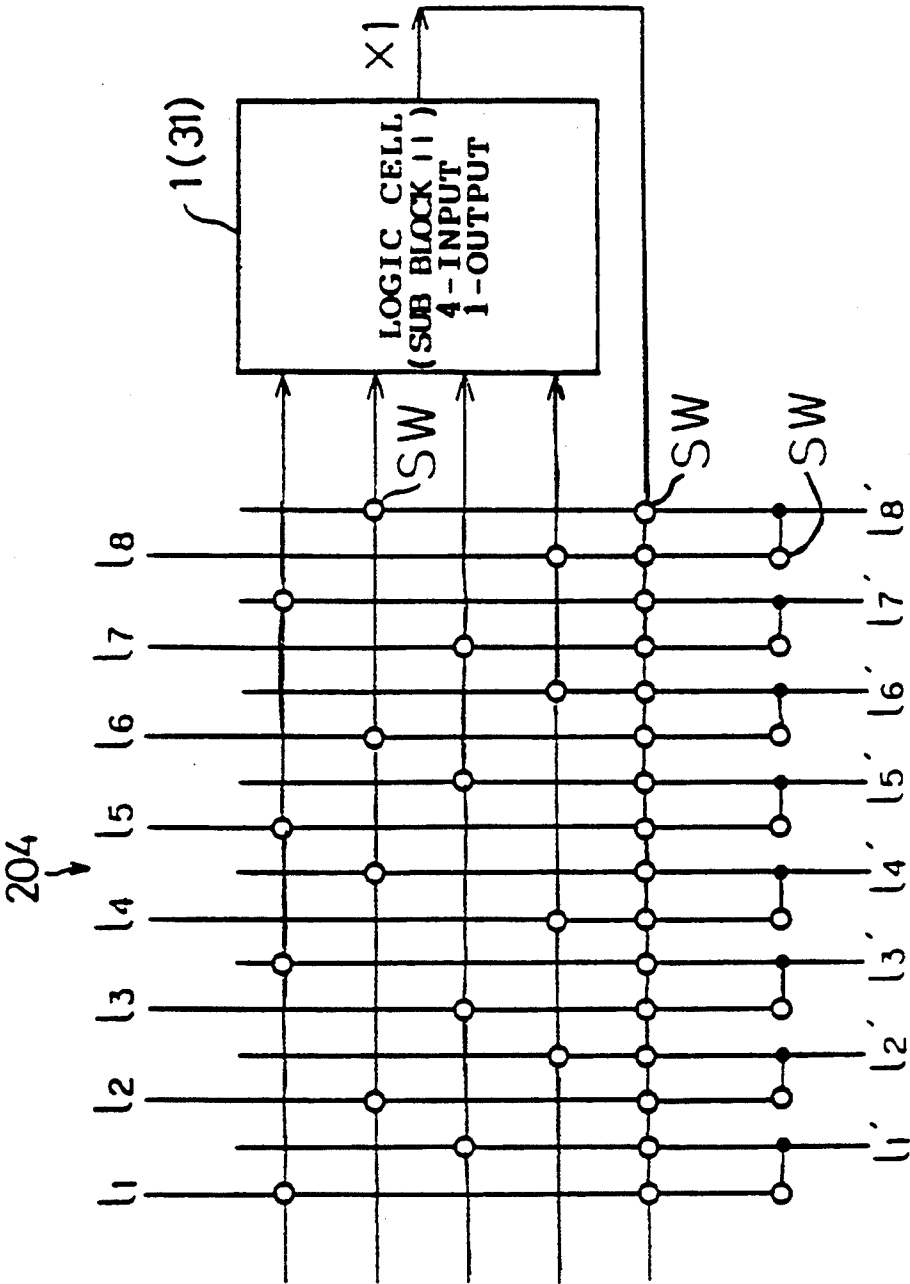 204
l1
l2
l3
l4
l5
l6
l7
l8
1(31)
LOGIC CELL
(SUB BLOCK 11)
4-INPUT
1-OUTPUT
X1
SW
SW
SW
l1′
l2′
l3′
l4′
l5′
l6′
l7′
l8′